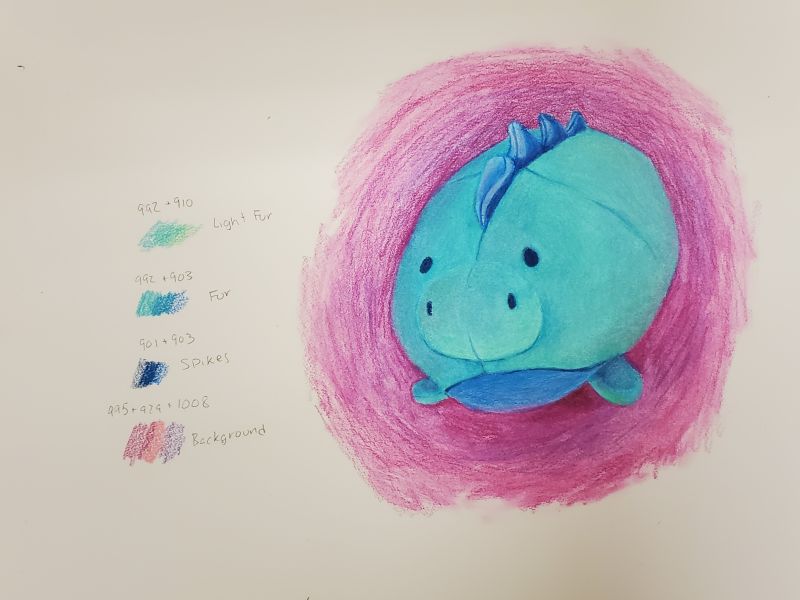 992 + 910
Light Fur
992 + 903
Fur
901 + 903
Spikes
995 + 929 + 1008
Background